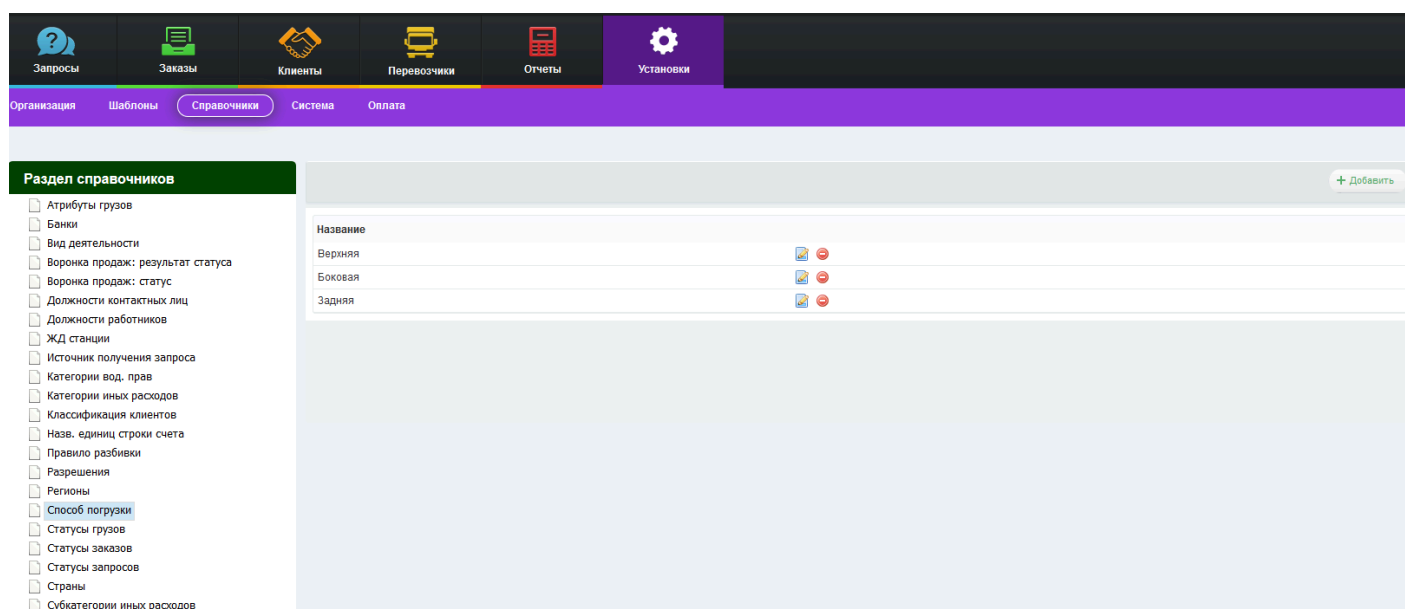 Запросы Заказы Клиенты Перевозчики Отчеты Установки
Организация Шаблоны Справочники Система Оплата
Раздел справочников
+ Добавить
Атрибуты грузов
Банки
Вид деятельности
Воронка продаж: результат статуса
Воронка продаж: статус
Должности контактных лиц
Должности работников
ЖД станции
Источник получения запроса
Категории вод. прав
Категории иных расходов
Классификация клиентов
Назв. единиц строки счета
Правило разбивки
Разрешения
Регионы
Способ погрузки
Статусы грузов
Статусы заказов
Статусы запросов
Страны
Субкатегории иных расходов
Название
Верхняя
Боковая
Задняя